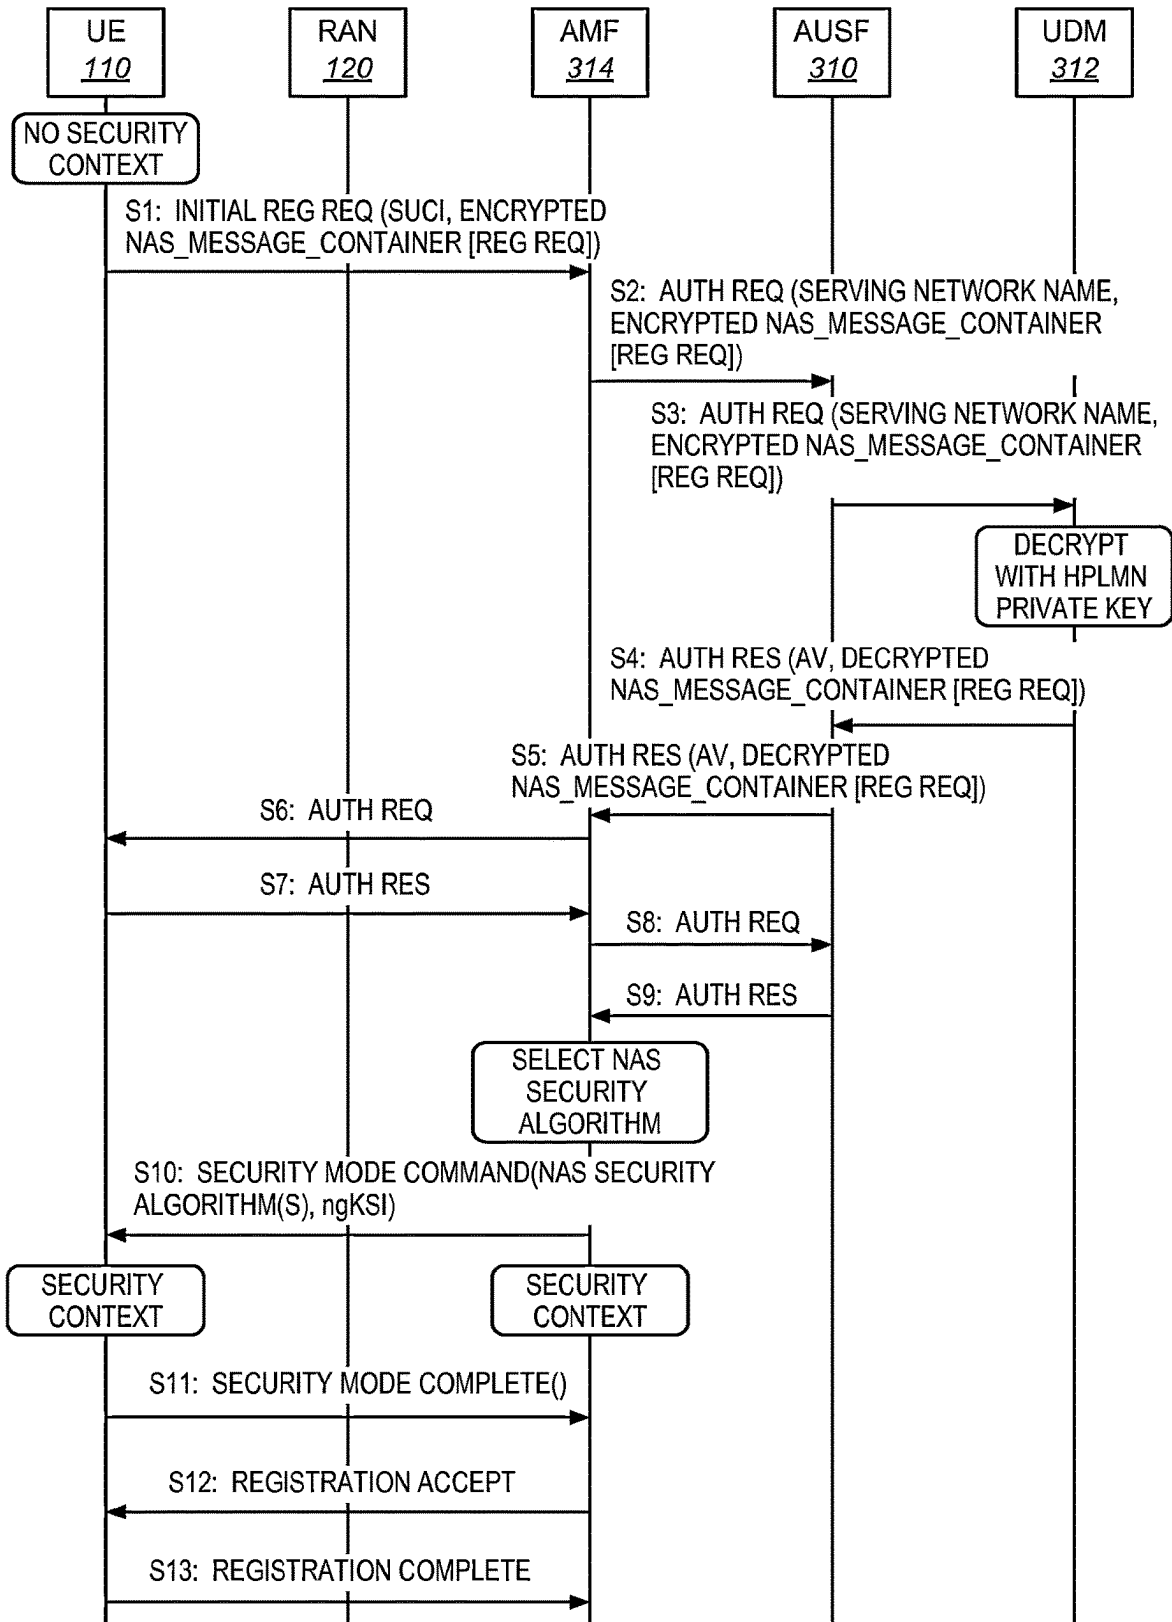 UE
110
RAN
120
AMF
314
AUSF
310
UDM
312
NO SECURITY
CONTEXT
S1: INITIAL REG REQ (SUCI, ENCRYPTED
NAS_MESSAGE_CONTAINER [REG REQ])
S2: AUTH REQ (SERVING NETWORK NAME,
ENCRYPTED NAS_MESSAGE_CONTAINER
[REG REQ])
S3: AUTH REQ (SERVING NETWORK NAME,
ENCRYPTED NAS_MESSAGE_CONTAINER
[REG REQ])
DECRYPT
WITH HPLMN
PRIVATE KEY
S4: AUTH RES (AV, DECRYPTED
NAS_MESSAGE_CONTAINER [REG REQ])
S5: AUTH RES (AV, DECRYPTED
NAS_MESSAGE_CONTAINER [REG REQ])
S6: AUTH REQ
S7: AUTH RES
S8: AUTH REQ
S9: AUTH RES
SELECT NAS
SECURITY
ALGORITHM
S10: SECURITY MODE COMMAND(NAS SECURITY
ALGORITHM(S), ngKSI)
SECURITY
CONTEXT
SECURITY
CONTEXT
S11: SECURITY MODE COMPLETE()
S12: REGISTRATION ACCEPT
S13: REGISTRATION COMPLETE